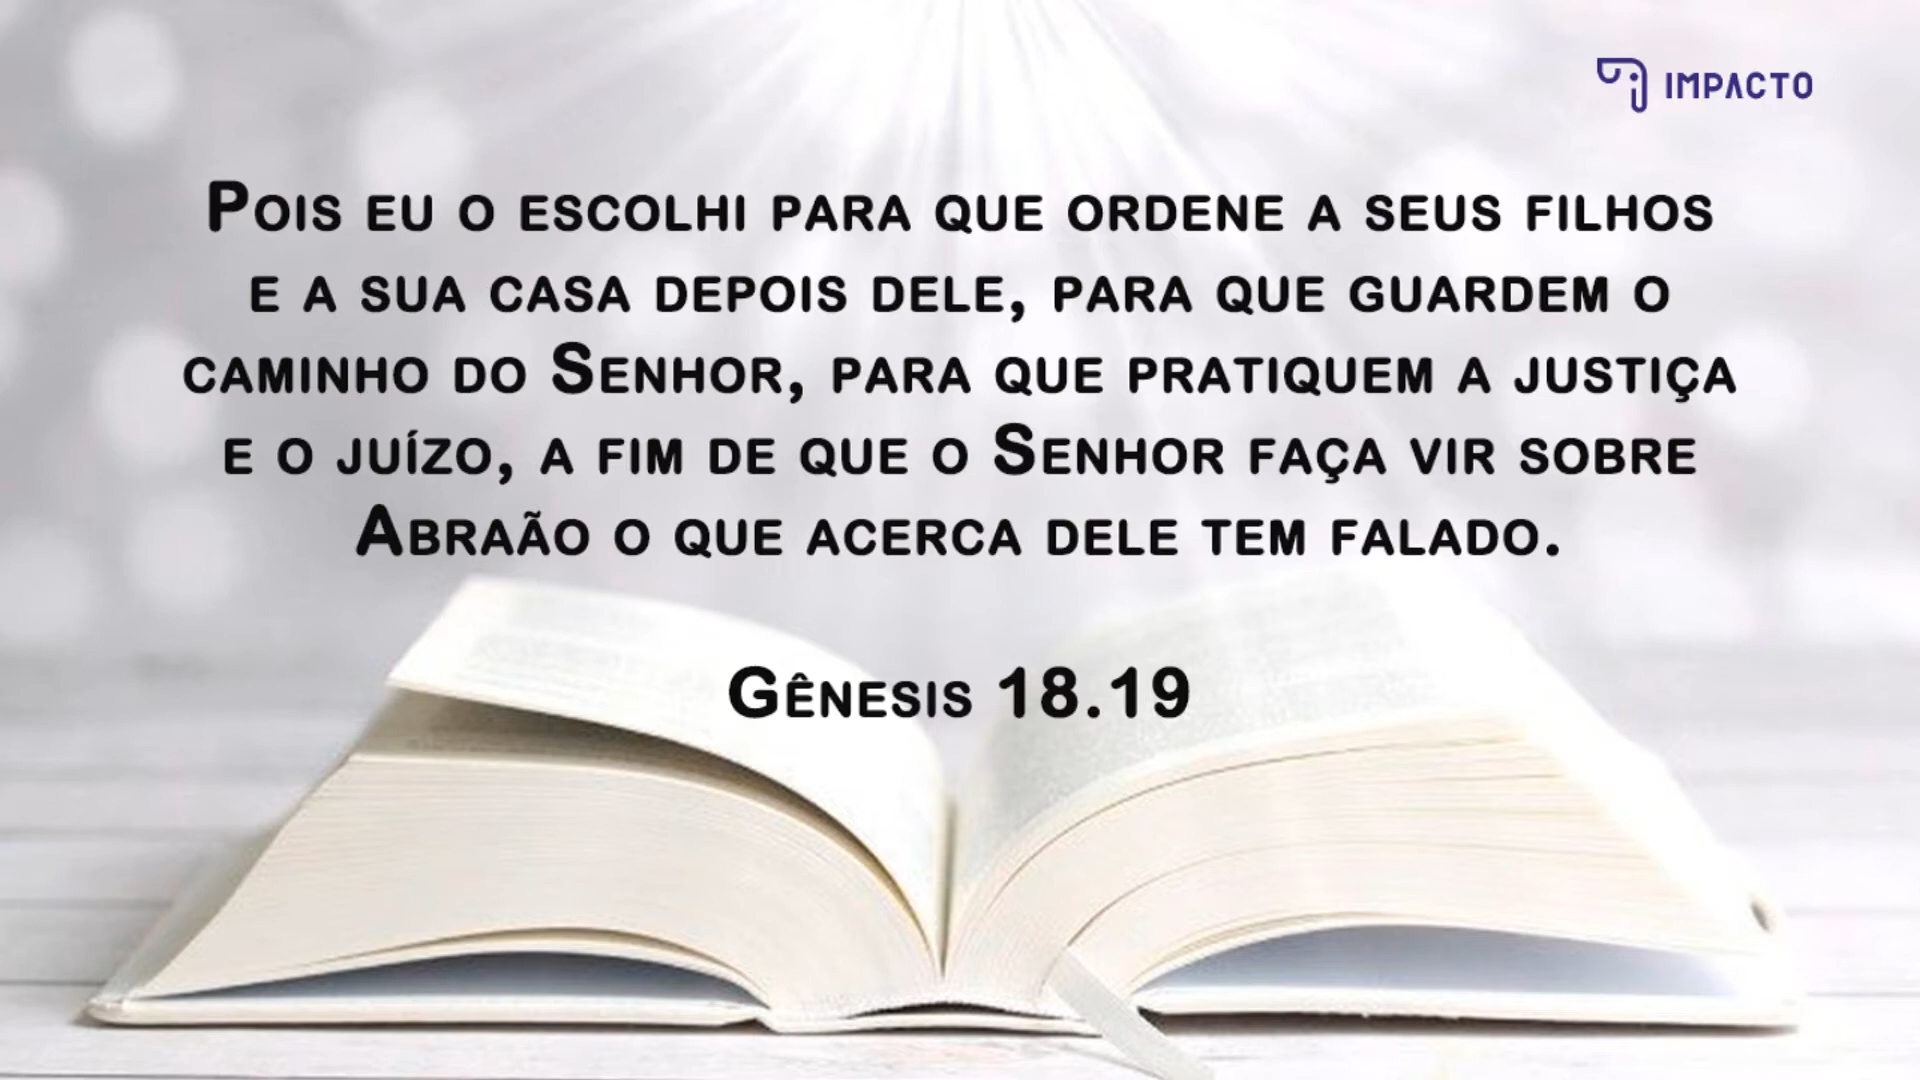 IMPACTO
Pois eu o escolhi para que ordene a seus filhos
e a sua casa depois dele, para que guardem o
caminho do Senhor, para que pratiquem a justiça
e o juízo, a fim de que o Senhor faça vir sobre
Abraão o que acerca dele tem falado.
Gênesis 18.19